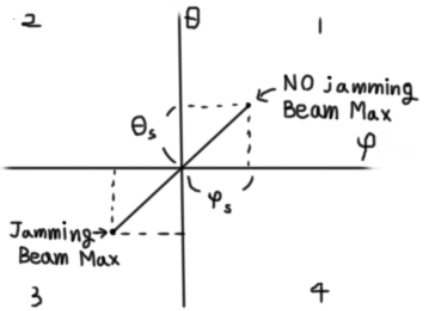 2
θ
1
NO jamming
Beam Max
θs
φ
φs
Jamming
Beam Max
3
4